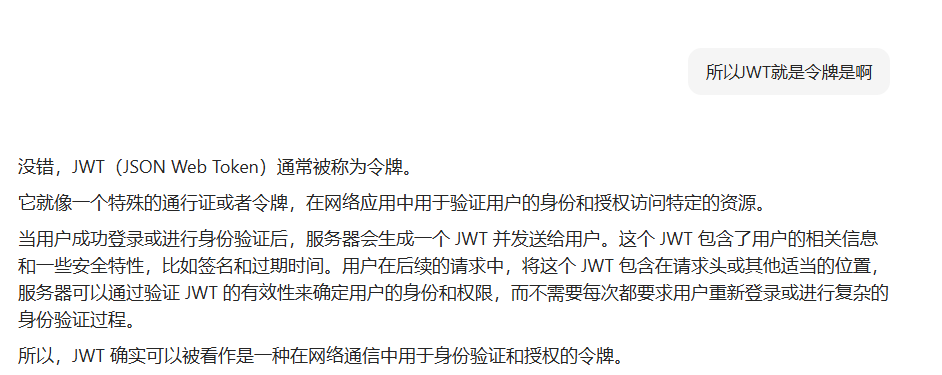 所以JWT就是令牌是啊
没错，JWT（JSON Web Token）通常被称为令牌。
它就像一个特殊的通行证或者令牌，在网络应用中用于验证用户的身份和授权访问特定的资源。
当用户成功登录或进行身份验证后，服务器会生成一个 JWT 并发送给用户。这个 JWT 包含了用户的相关信息
和一些安全特性，比如签名和过期时间。用户在后续的请求中，将这个 JWT 包含在请求头或其他适当的位置，
服务器可以通过验证 JWT 的有效性来确定用户的身份和权限，而不需要每次都要求用户重新登录或进行复杂的
身份验证过程。
所以，JWT 确实可以被看作是一种在网络通信中用于身份验证和授权的令牌。